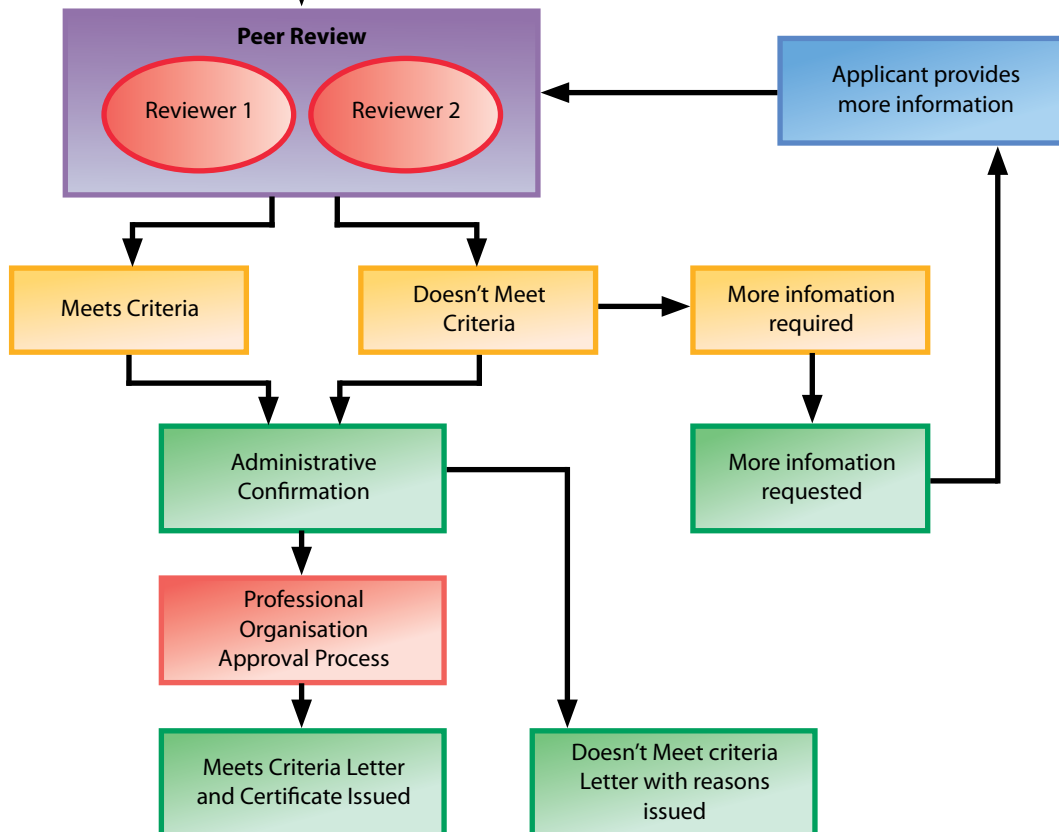 Peer Review
Reviewer 1
Reviewer 2
Applicant provides
more information
Meets Criteria
Doesn't Meet
Criteria
More infomation
required
Administrative
Confirmation
More infomation
requested
Professional
Organisation
Approval Process
Meets Criteria Letter
and Certificate Issued
Doesn't Meet criteria
Letter with reasons
issued